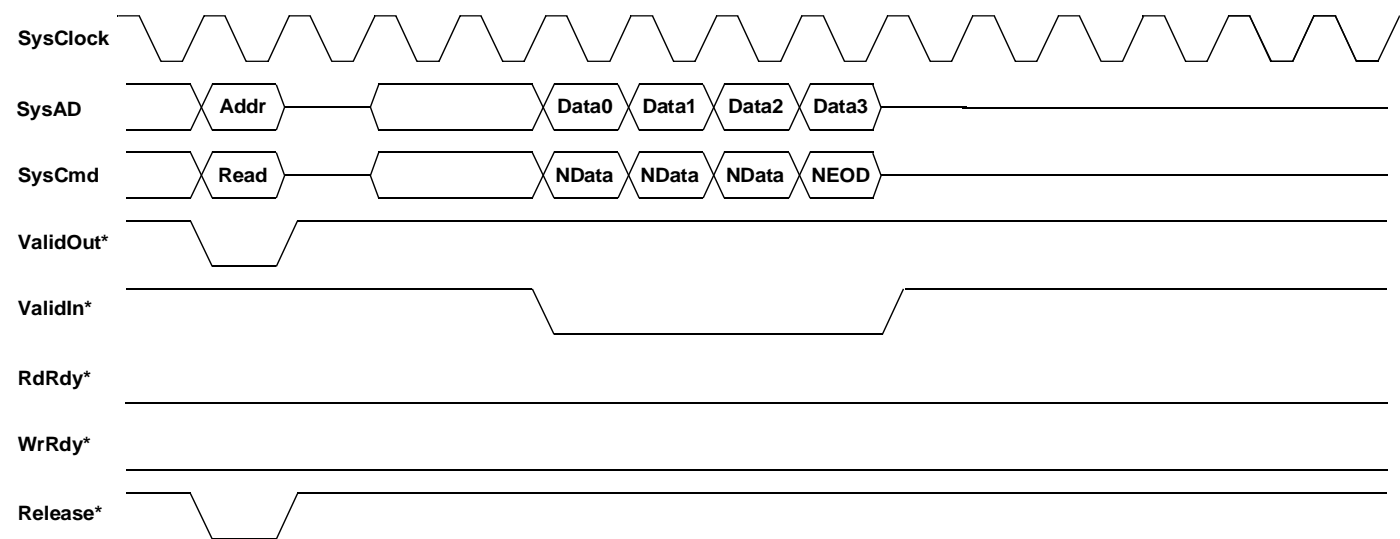 SysClock
SysAD Addr Data0 Data1 Data2 Data3
SysCmd Read NData NData NData NEOD
ValidOut*
ValidIn*
RdRdy*
WrRdy*
Release*